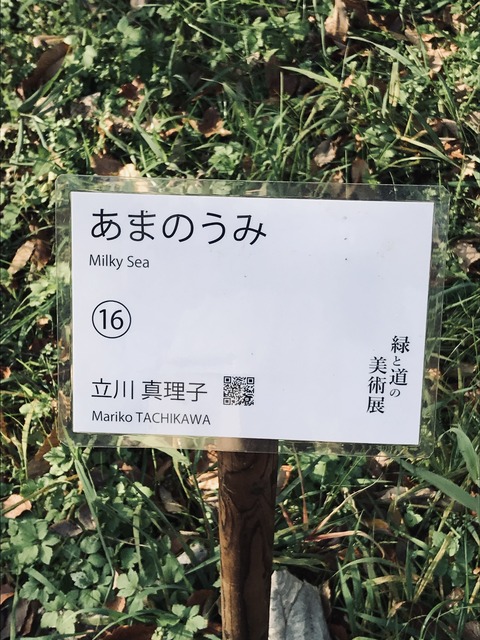 あまのうみ
Milky Sea
⑯
立川 真理子
Mariko TACHIKAWA
緑と道の
美術展